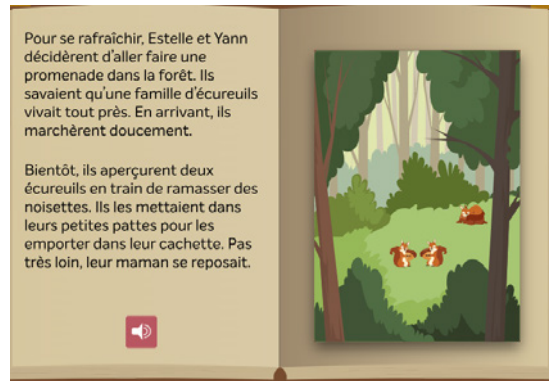 Pour se rafraîchir, Estelle et Yann
décidèrent d'aller faire une
promenade dans la forêt. Ils
savaient qu'une famille d'écureuils
vivait tout près. En arrivant, ils
marchèrent doucement.
Bientôt, ils aperçurent deux
écureuils en train de ramasser des
noisettes. Ils les mettaient dans
leurs petites pattes pour les
emporter dans leur cachette. Pas
très loin, leur maman se reposait.